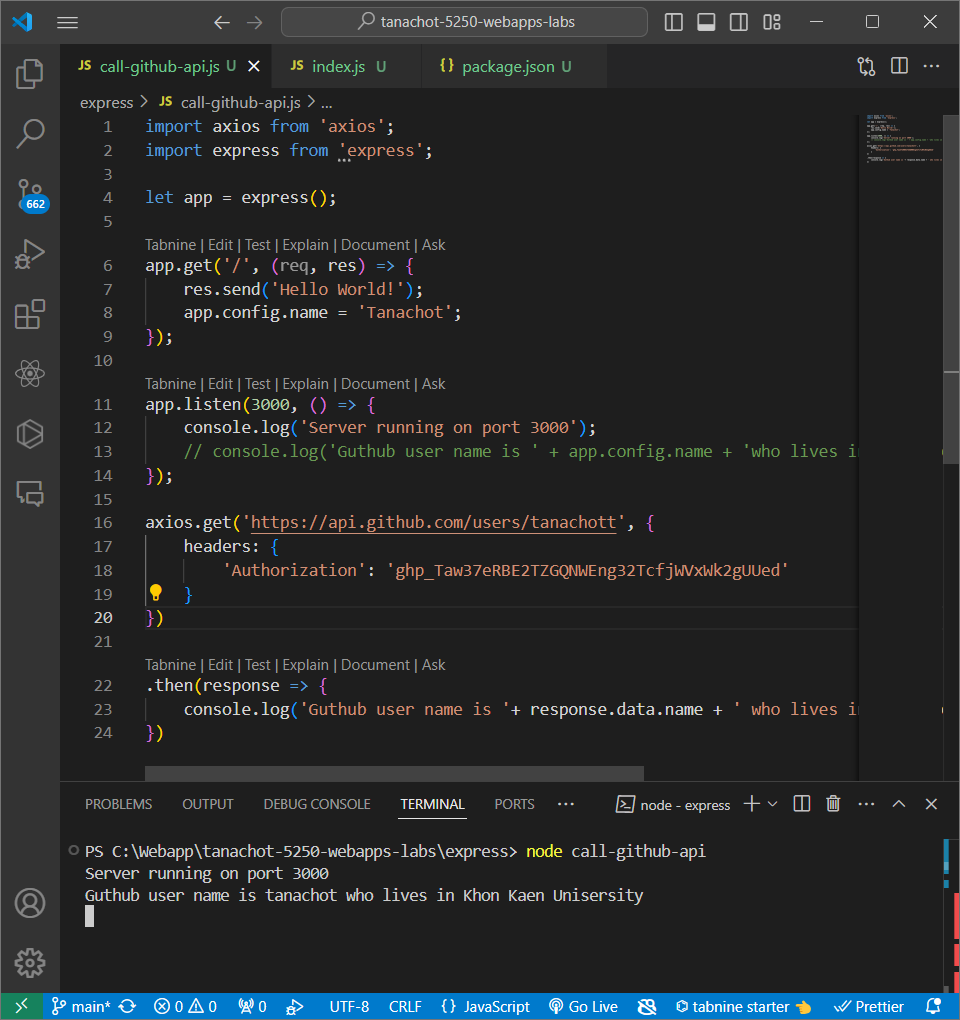 tanachot-5250-webapps-labs
JS call-github-api.js U
JS index.js U
{} package.json U
express > JS call-github-api.js > ...
1 import axios from 'axios';
2 import express from 'express';
3
4 let app = express();
5
Tabnine | Edit | Test | Explain | Document | Ask
6 app.get('/', (req, res) => {
7 res.send('Hello World!');
8 app.config.name = 'Tanachot';
9 });
10
Tabnine | Edit | Test | Explain | Document | Ask
11 app.listen(3000, () => {
12 console.log('Server running on port 3000');
13 // console.log('Guthub user name is ' + app.config.name + 'who lives in
14 });
15
16 axios.get('https://api.github.com/users/tanachott', {
17 headers: {
18 'Authorization': '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'
19 }
20 })
21
Tabnine | Edit | Test | Explain | Document | Ask
22 .then(response => {
23 console.log('Guthub user name is '+ response.data.name + ' who lives in
24 })
662
PROBLEMS OUTPUT DEBUG CONSOLE TERMINAL PORTS ... node - express
PS C:\Webapp\tanachot-5250-webapps-labs\express> node call-github-api
Server running on port 3000
Guthub user name is tanachot who lives in Khon Kaen Unisersity
main* 0 0 0 UTF-8 CRLF {} JavaScript Go Live tabnine starter Prettier